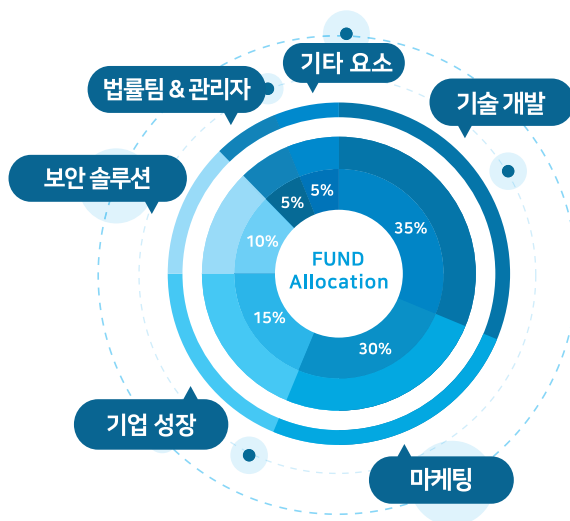 기타 요소
법률팀 & 관리자
기술 개발
보안 솔루션
5%
5%
35%
10%
FUND
Allocation
15%
30%
기업 성장
마케팅